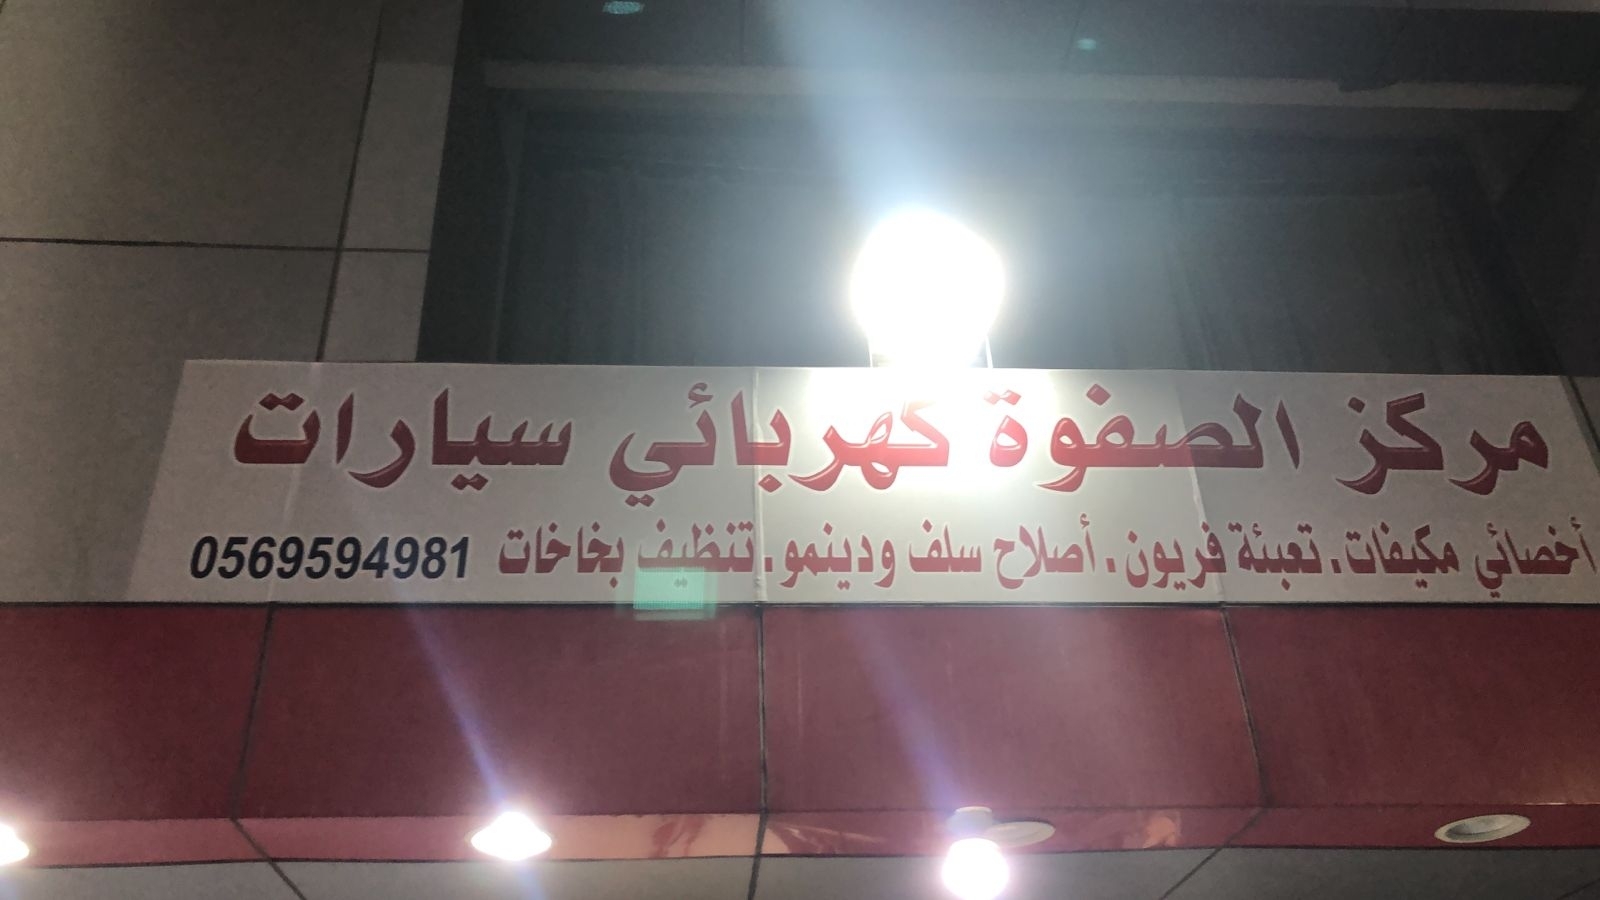 مركز الصفوة كهربائي سيارات
أخصائي مكيفات . تعبئة فريون . أصلاح سلف ودينمو . تنظيف بخاخات 0569594981